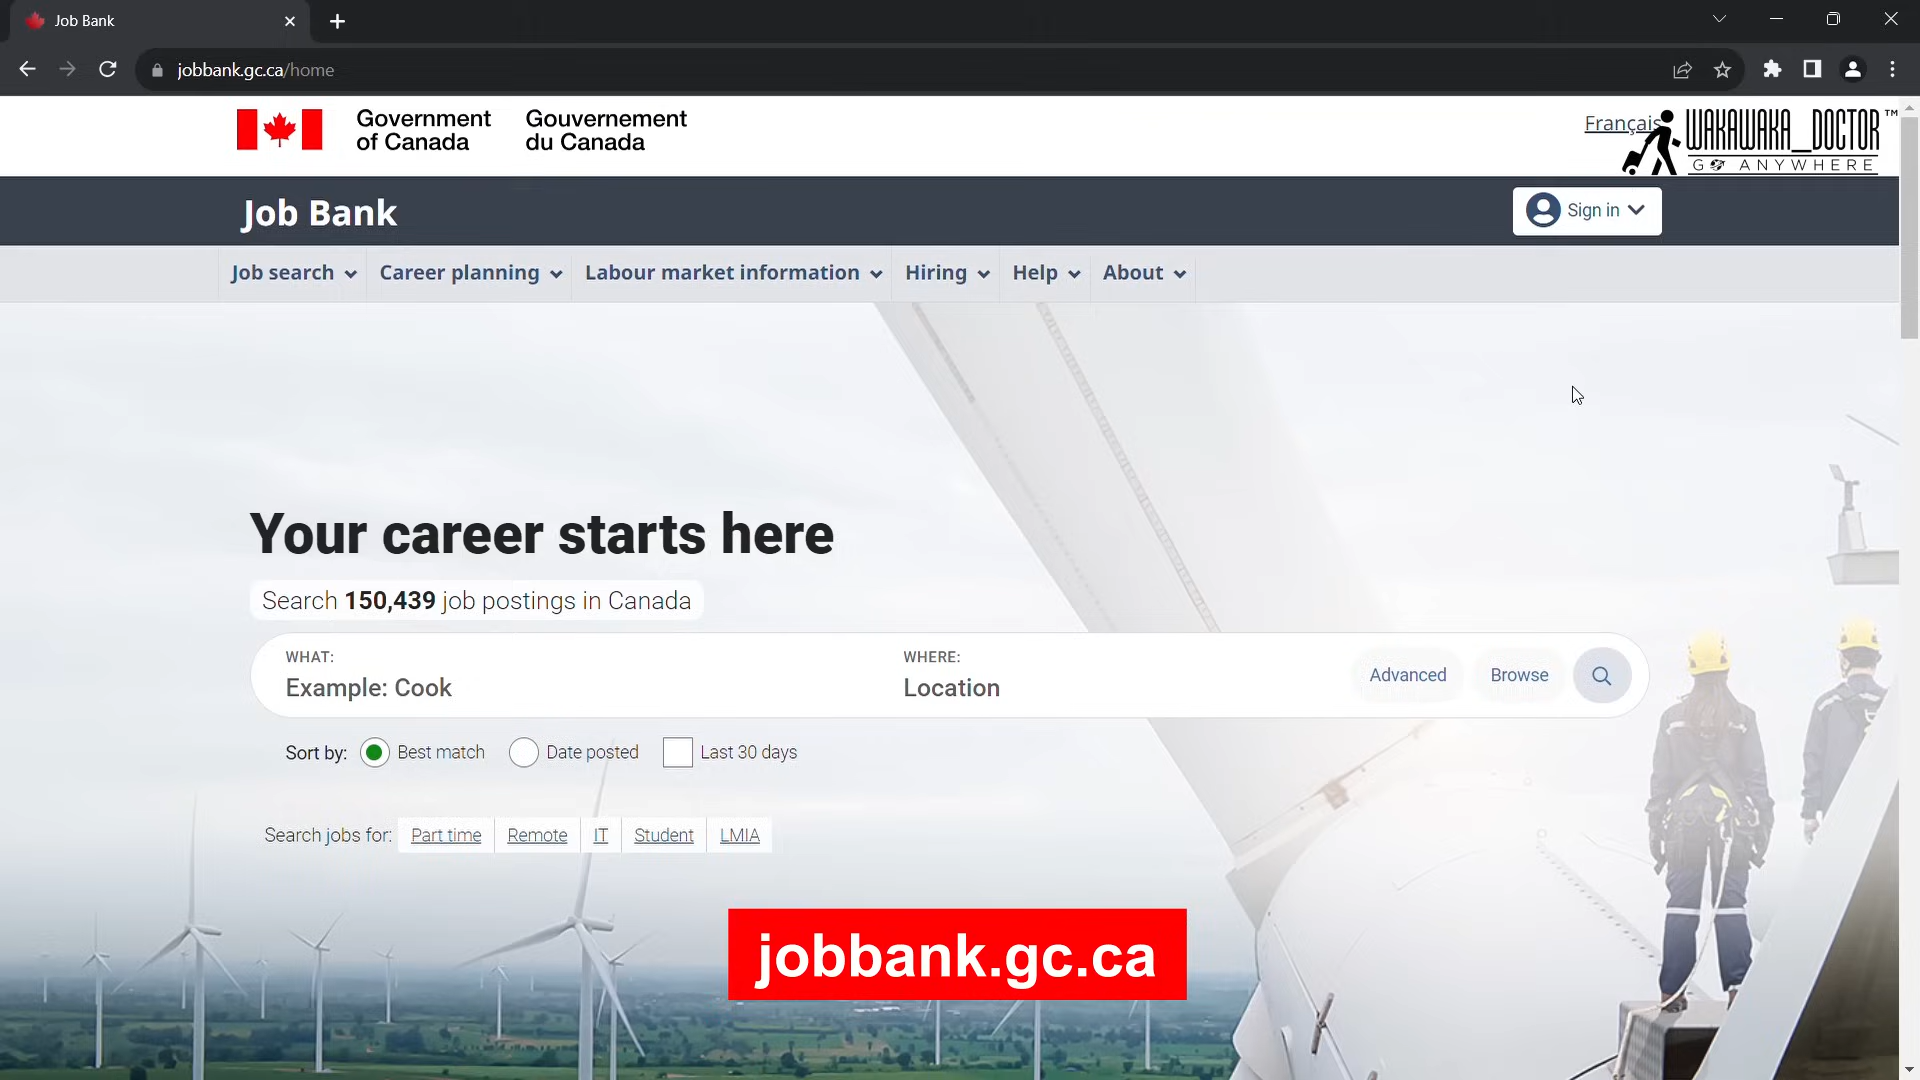 Job Bank
jobbank.gc.ca/home
Government
of Canada
Gouvernement
du Canada
Français
WAKAWAKA_DOCTOR™
GO ANYWHERE
Job Bank
Sign in
Job search
Career planning
Labour market information
Hiring
Help
About
Your career starts here
Search 150,439 job postings in Canada
WHAT:
Example: Cook
WHERE:
Location
Advanced
Browse
Sort by:
Best match
Date posted
Last 30 days
Search jobs for:
Part time
Remote
IT
Student
LMIA
jobbank.gc.ca